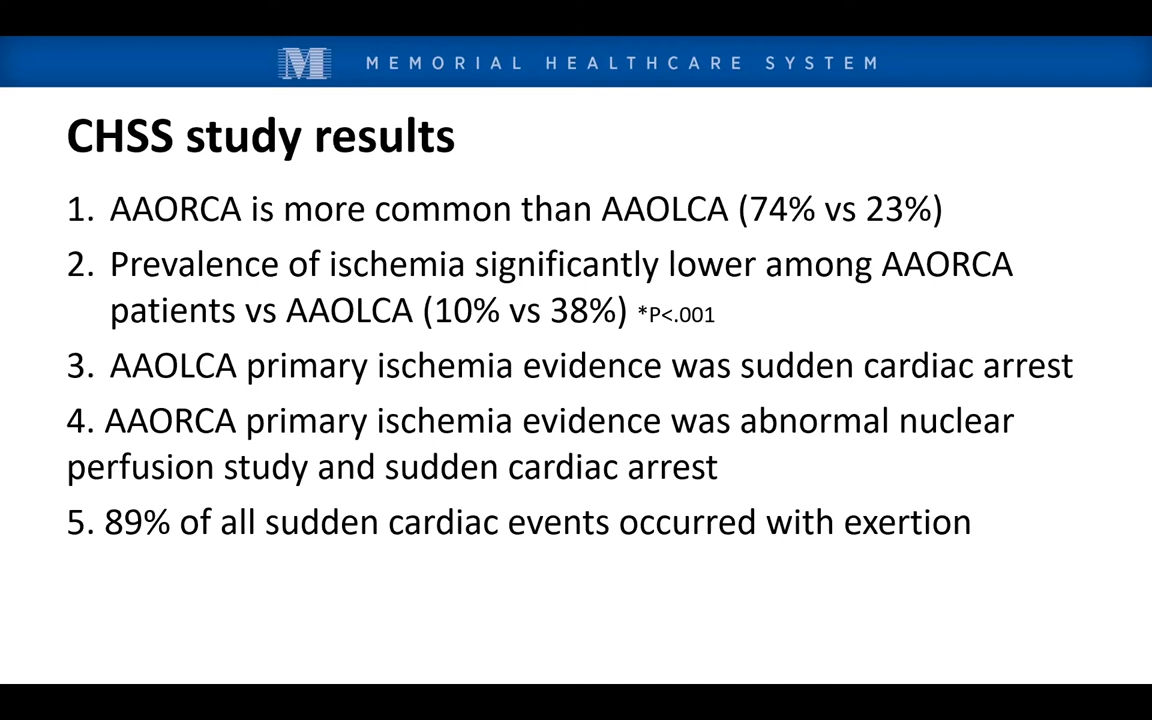 M MEMORIAL HEALTHCARE SYSTEM
CHSS study results
1. AAORCA is more common than AAOLCA (74% vs 23%)
2. Prevalence of ischemia significantly lower among AAORCA
patients vs AAOLCA (10% vs 38%) *P<.001
3. AAOLCA primary ischemia evidence was sudden cardiac arrest
4. AAORCA primary ischemia evidence was abnormal nuclear
perfusion study and sudden cardiac arrest
5. 89% of all sudden cardiac events occurred with exertion